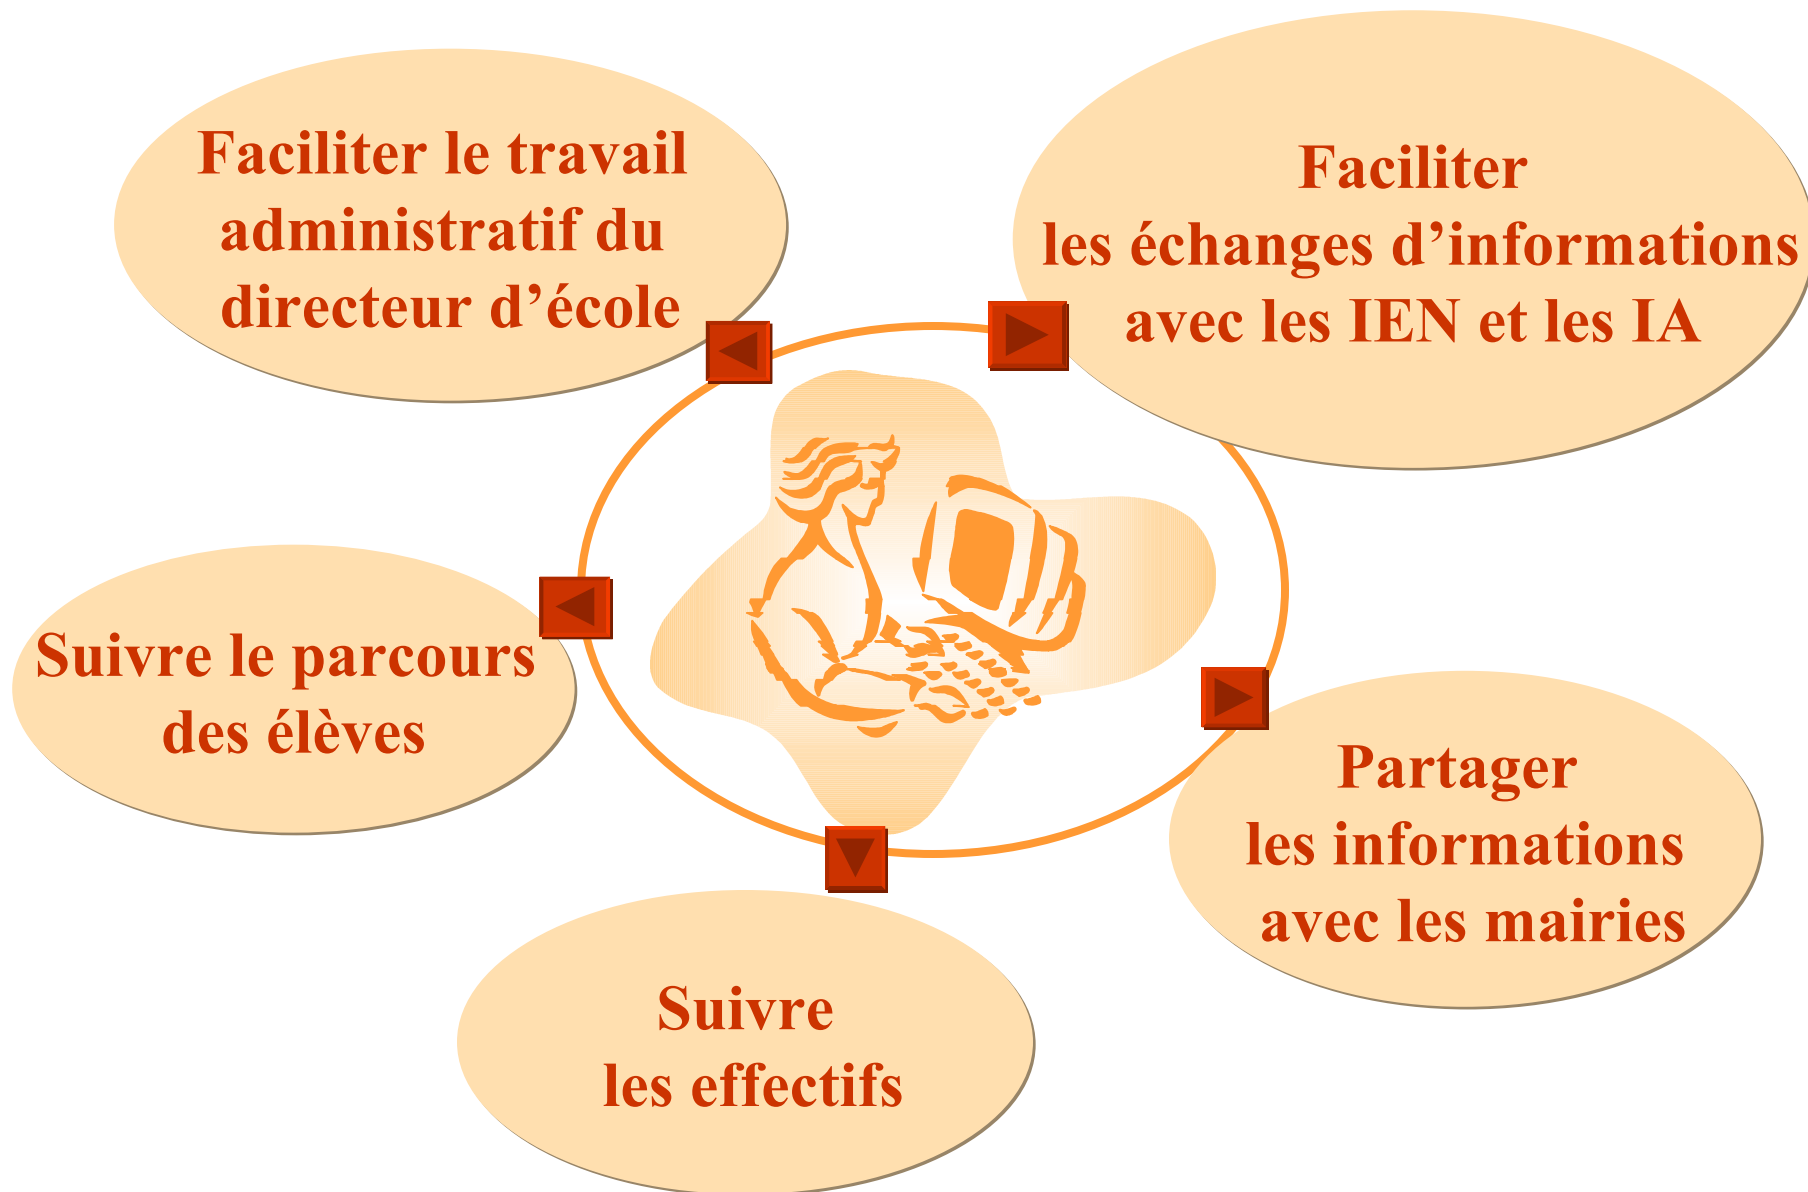 Faciliter le travail
administratif du
directeur d’école
Faciliter
les échanges d’informations
avec les IEN et les IA
Suivre le parcours
des élèves
Partager
les informations
avec les mairies
Suivre
les effectifs